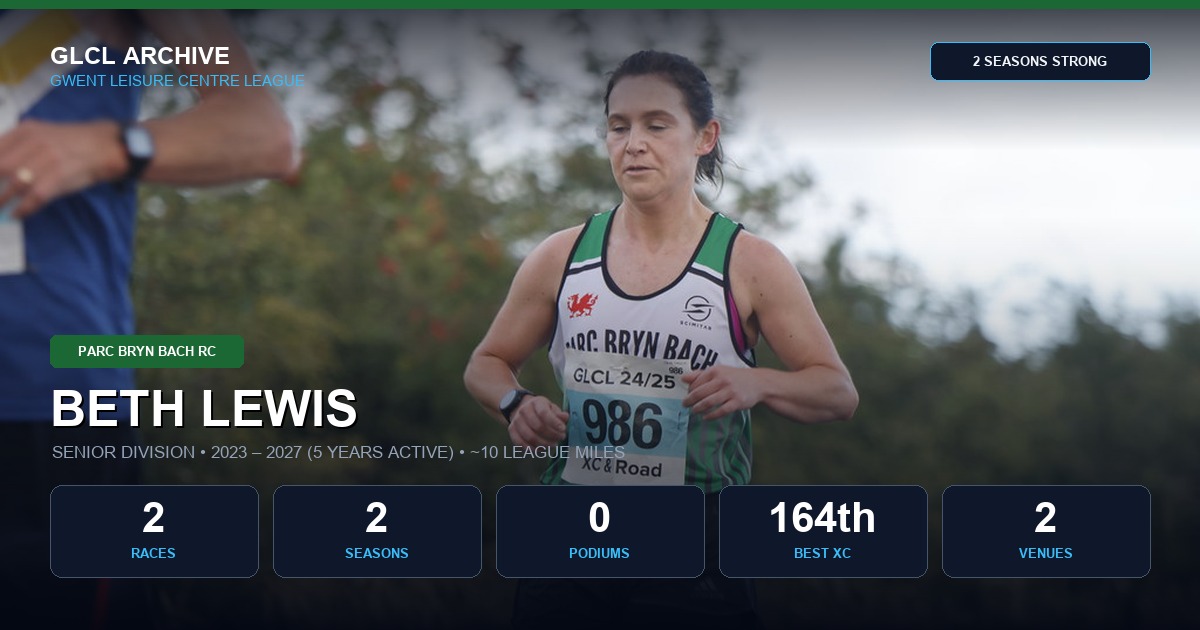 GLCL ARCHIVE
GWENT LEISURE CENTRE LEAGUE
2 SEASONS STRONG
SCIMITAR
PARC BRYN BACH
986
GLCL 24/25
986
XC & Road
PARC BRYN BACH RC
BETH LEWIS
SENIOR DIVISION • 2023 – 2027 (5 YEARS ACTIVE) • ~10 LEAGUE MILES
2
RACES
2
SEASONS
0
PODIUMS
164th
BEST XC
2
VENUES